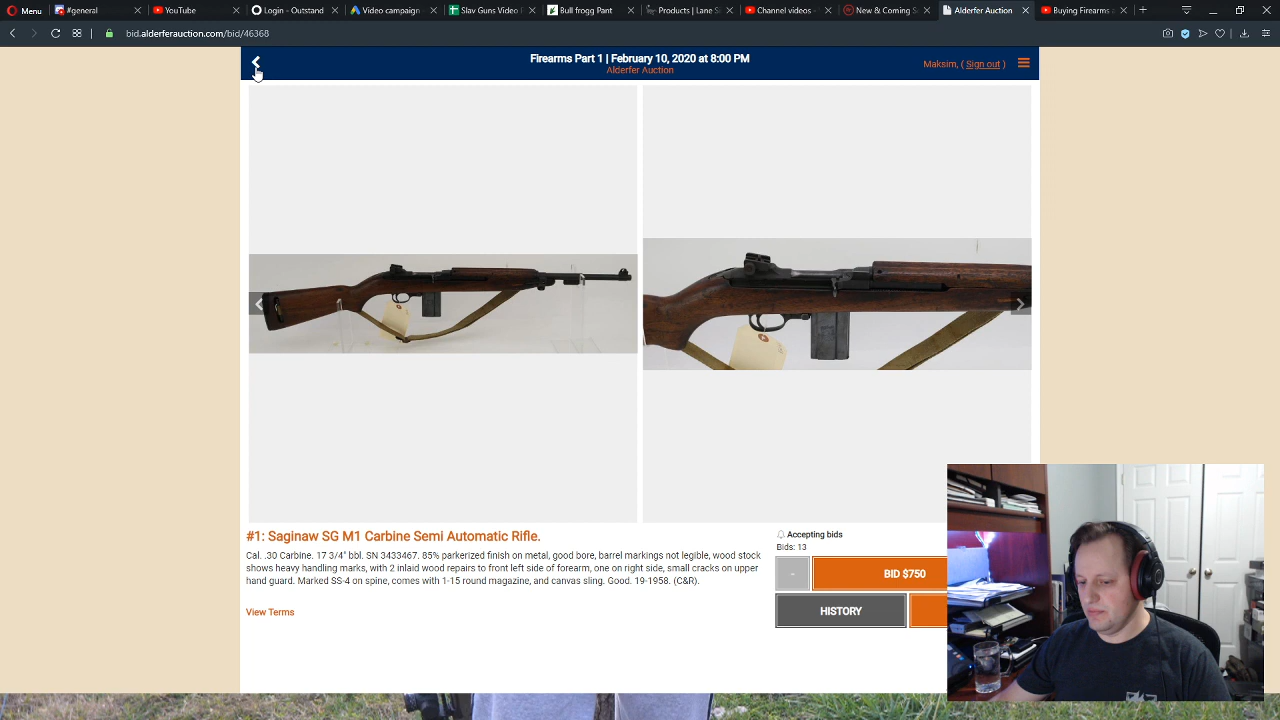 Menu
#general
YouTube
Login - Outstand
Video campaign
Slav Guns Video I
Bull frogg Pant
Products | Lane S
Channel videos -
New & Coming S
Alderfer Auction
Buying Firearms
bid.alderferauction.com/bid/46368
Firearms Part 1 | February 10, 2020 at 8:00 PM
Alderfer Auction
Maksim, ( Sign out )
#1: Saginaw SG M1 Carbine Semi Automatic Rifle.
Cal. .30 Carbine. 17 3/4" bbl. SN 3433467. 85% parkerized finish on metal, good bore, barrel markings not legible, wood stock
shows heavy handling marks, with 2 inlaid wood repairs to front left side of forearm, one on right side, small cracks on upper
hand guard. Marked SS-4 on spine, comes with 1-15 round magazine, and canvas sling. Good. 19-1958. (C&R).
View Terms
Accepting bids
Bids: 13
-
BID $750
HISTORY